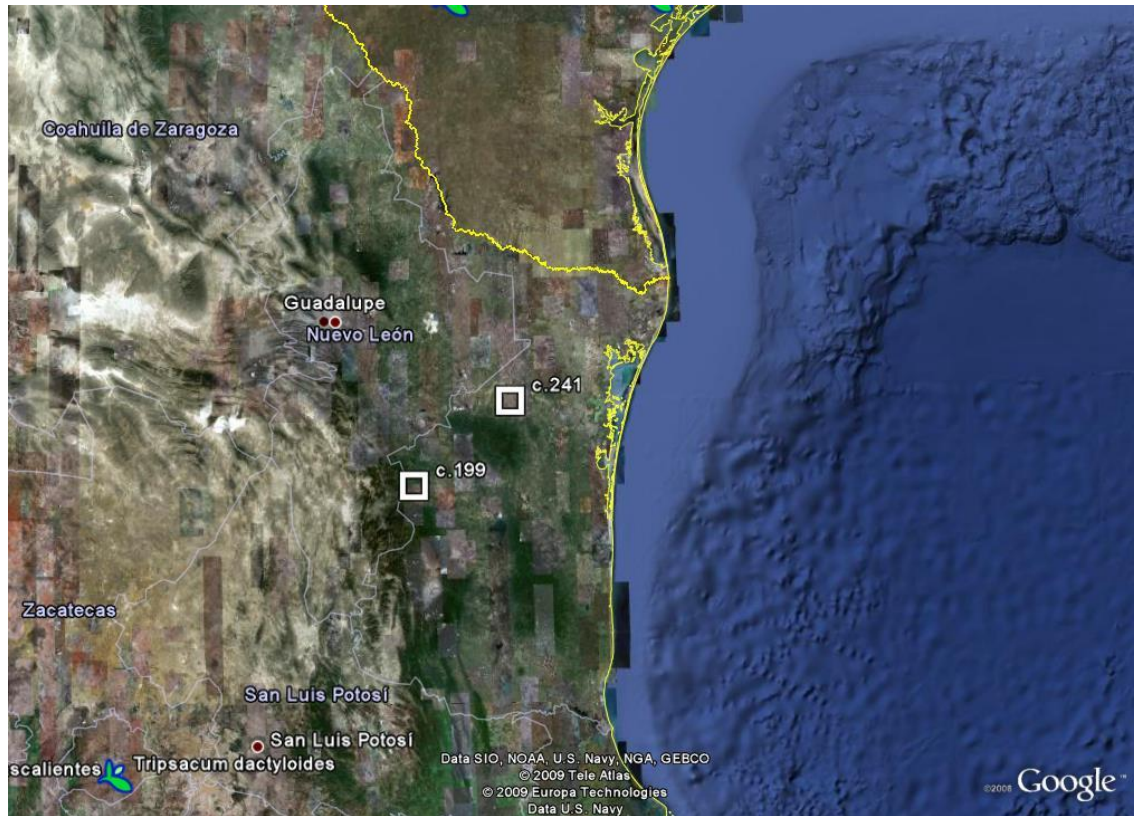 Coahuila de Zaragoza
Guadalupe
Nuevo León
c.241
c.199
Zacatecas
San Luis Potosí
San Luis Potosí
scalientes
Tripsacum dactyloides
Data SIO, NOAA, U.S. Navy, NGA, GEBCO
© 2009 Tele Atlas
© 2009 Europa Technologies
Data U.S. Navy
©2008 Google™